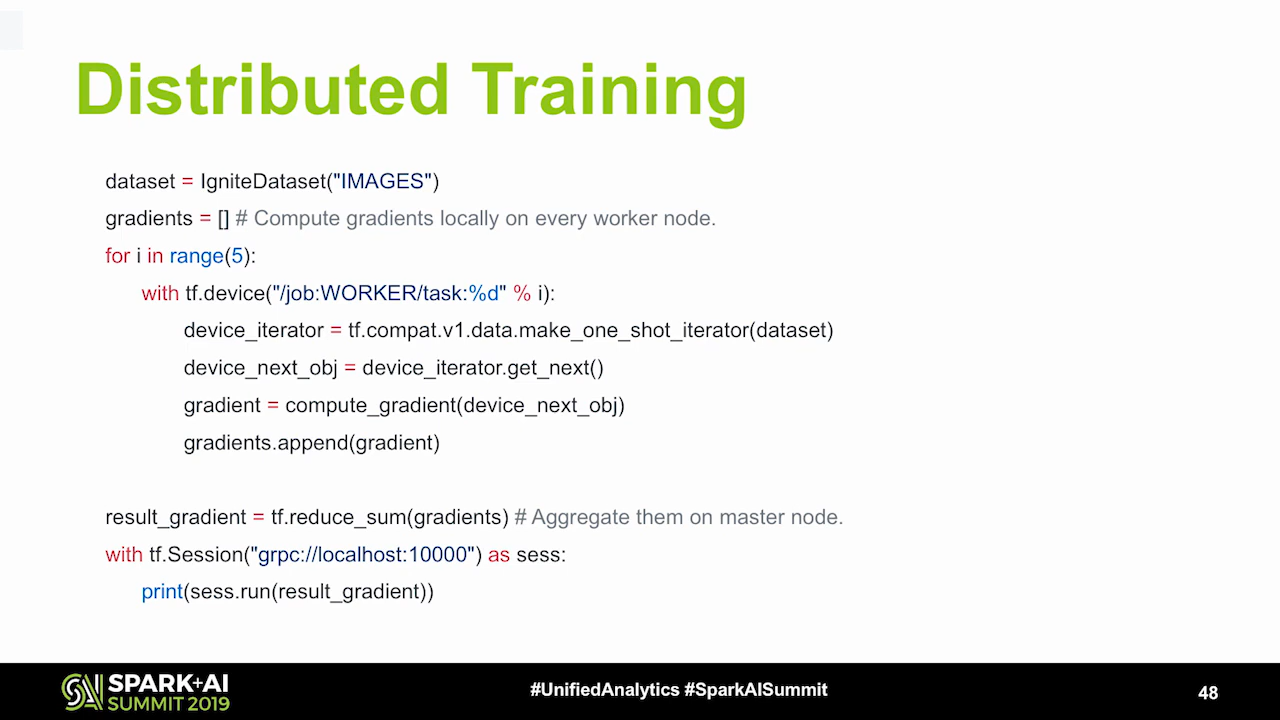 Distributed Training
dataset = IgniteDataset("IMAGES")
gradients = [] # Compute gradients locally on every worker node.
for i in range(5):
with tf.device("/job:WORKER/task:%d" % i):
device_iterator = tf.compat.v1.data.make_one_shot_iterator(dataset)
device_next_obj = device_iterator.get_next()
gradient = compute_gradient(device_next_obj)
gradients.append(gradient)
result_gradient = tf.reduce_sum(gradients) # Aggregate them on master node.
with tf.Session("grpc://localhost:10000") as sess:
print(sess.run(result_gradient))
SPARK+AI
SUMMIT 2019
#UnifiedAnalytics #SparkAISummit
48